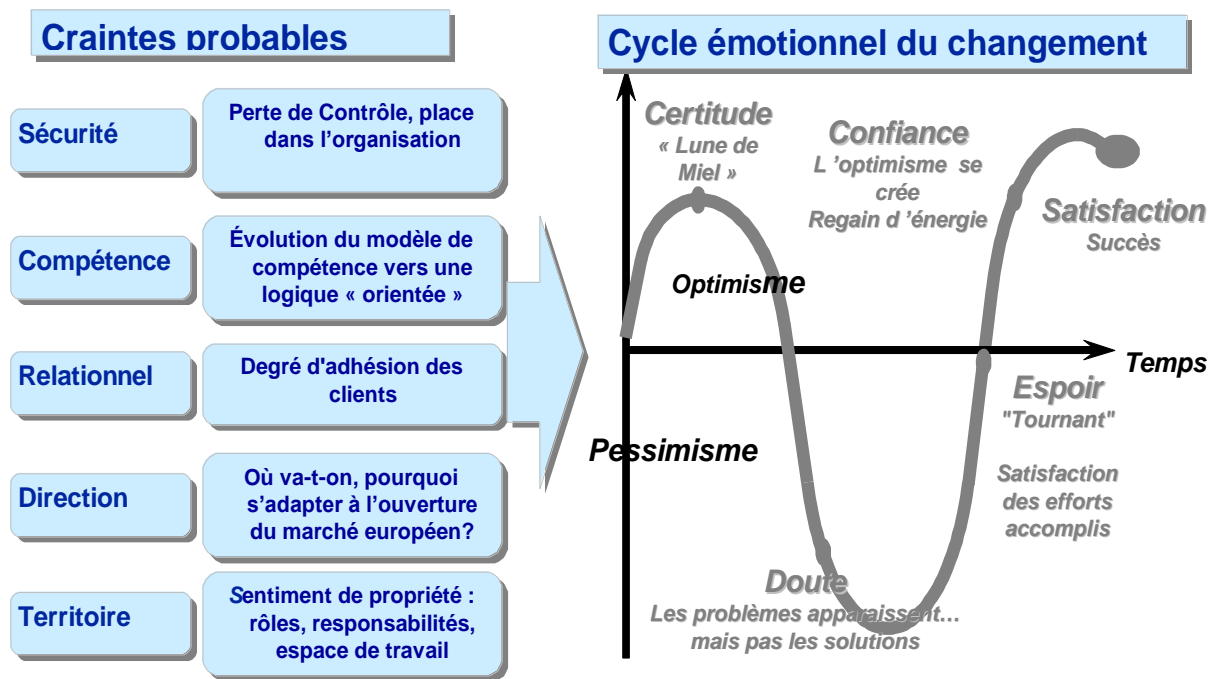 Craintes probables
Sécurité
Perte de Contrôle, place
dans l’organisation
Compétence
Évolution du modèle de
compétence vers une
logique « orientée »
Relationnel
Degré d'adhésion des
clients
Direction
Où va-t-on, pourquoi
s’adapter à l’ouverture
du marché européen?
Territoire
Sentiment de propriété :
rôles, responsabilités,
espace de travail
Cycle émotionnel du changement
Certitude
« Lune de
Miel »
Confiance
L ’optimisme se
crée
Regain d ’énergie
Satisfaction
Succès
Optimisme
Temps
Espoir
"Tournant"
Pessimisme
Satisfaction
des efforts
accomplis
Doute
Les problèmes apparaissent…
mais pas les solutions